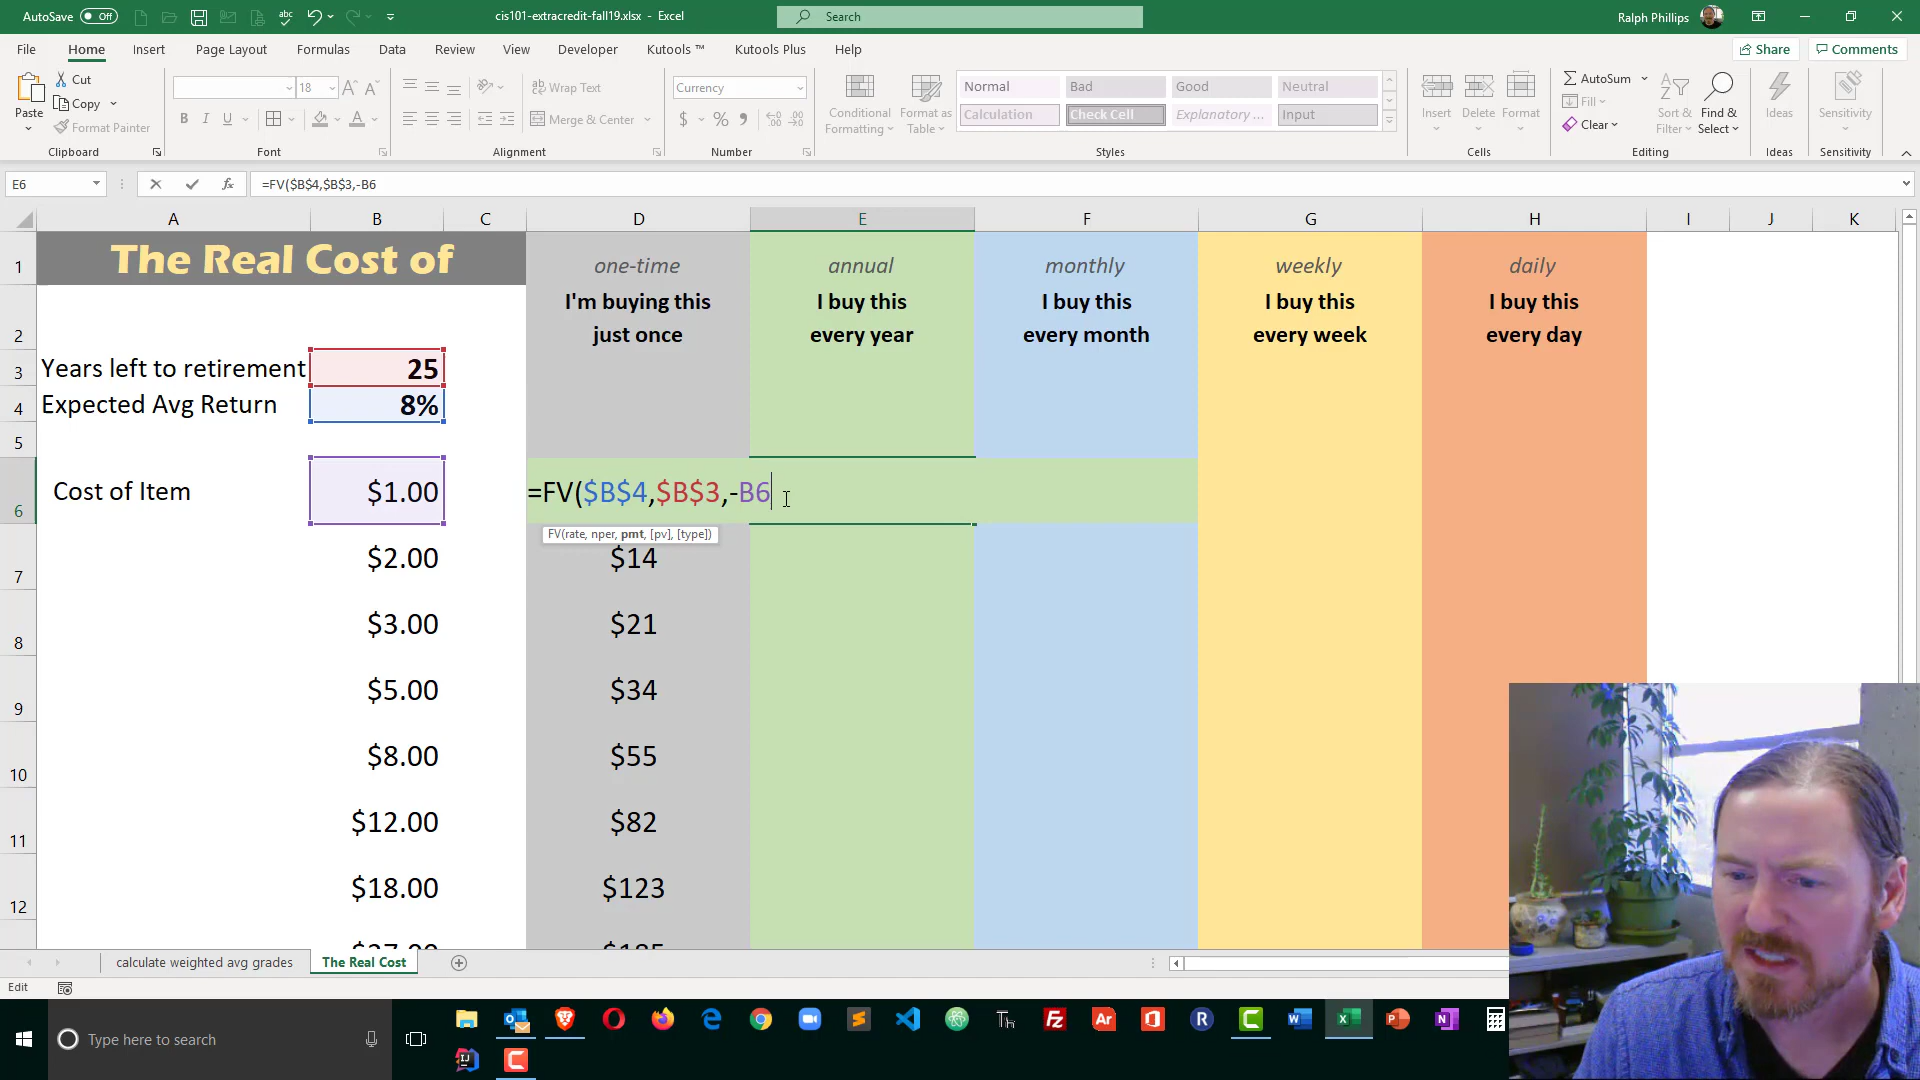 AutoSave Off
cis101-extracredit-fall19.xlsx - Excel
Search
Ralph Phillips
File Home Insert Draw Page Layout Formulas Data Review View Developer Kutools ™ Kutools Plus Help
Share Comments
Paste
Cut
Copy
Format Painter
Clipboard
18
A A
B I U
A
Font
Wrap Text
Merge & Center
Alignment
Currency
$ % ,
Number
Conditional Formatting
Format as Table
Normal Bad Good Neutral
Calculation Check Cell Explanatory ... Input
Styles
Insert Delete Format
Cells
AutoSum
Fill
Clear
Sort & Filter
Find & Select
Editing
Ideas
Ideas
Sensitivity
Sensitivity
E6
fx
=FV($B$4,$B$3,-B6
A B C D E F G H I J K
1 The Real Cost of one-time annual monthly weekly daily
I'm buying this I buy this I buy this I buy this I buy this
2 just once every year every month every week every day
3 Years left to retirement 25
4 Expected Avg Return 8%
5
6 Cost of Item $1.00 =FV($B$4,$B$3,-B6
FV(rate, nper, pmt, [pv], [type])
7 $2.00 $14
8 $3.00 $21
9 $5.00 $34
10 $8.00 $55
11 $12.00 $82
12 $18.00 $123
calculate weighted avg grades The Real Cost
Edit
Type here to search